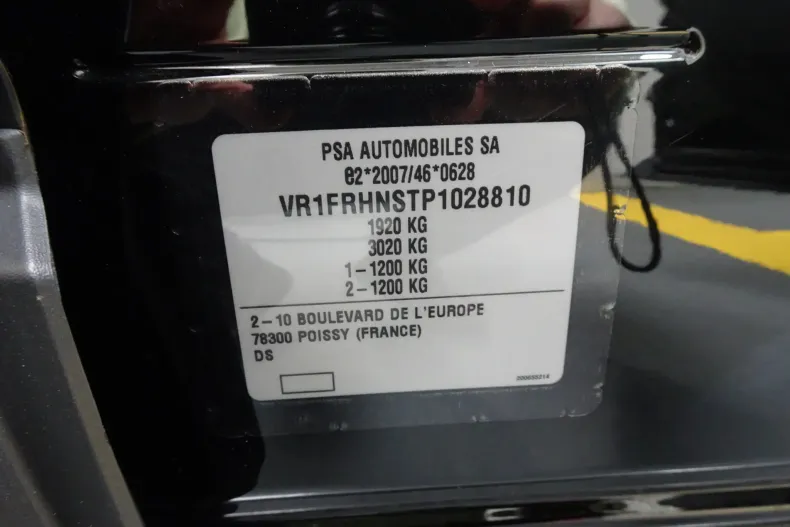 PSA AUTOMOBILES SA
e2*2007/46*0628
VR1FRHNSTP1028810
1920 KG
3020 KG
1-1200 KG
2-1200 KG
2-10 BOULEVARD DE L'EUROPE
78300 POISSY (FRANCE)
DS